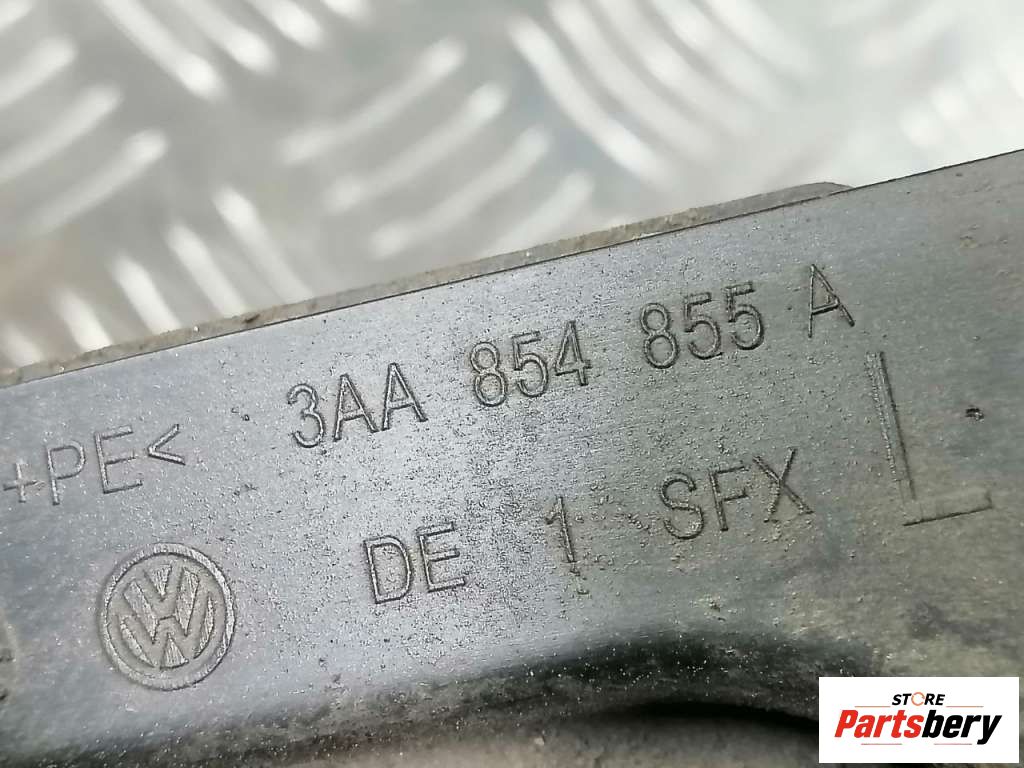 +PE< 3AA 854 855 A
DE 1 SFX L
STORE
Partsbery